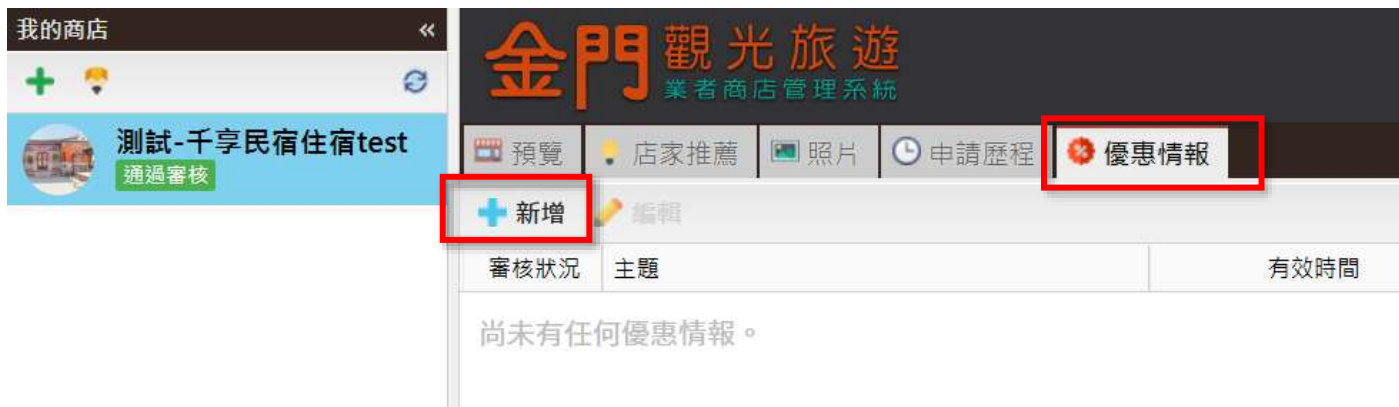 我的商店
測試-千享民宿住宿test
通過審核
金門觀光旅遊
業者商店管理系統
預覽 店家推薦 照片 申請歷程 優惠情報
新增 編輯
審核狀況 主題 有效時間
尚未有任何優惠情報。